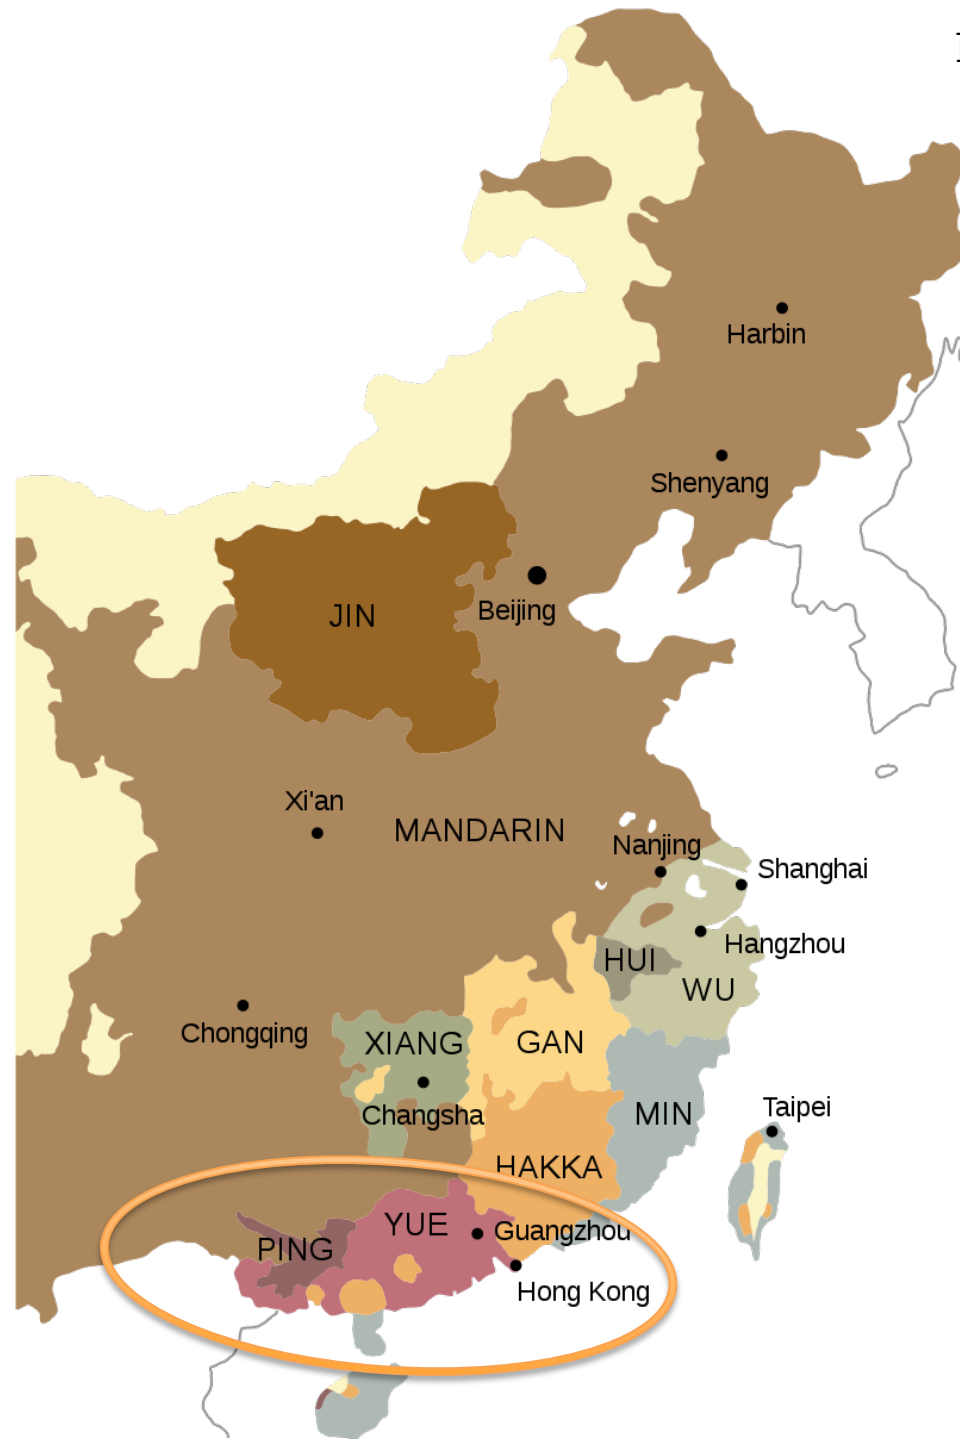 Harbin
Shenyang
Beijing
JIN
Xi'an
MANDARIN
Nanjing
Shanghai
Hangzhou
HUI
WU
Chongqing
XIANG
GAN
Changsha
MIN
Taipei
HAKKA
YUE
Guangzhou
PING
Hong Kong